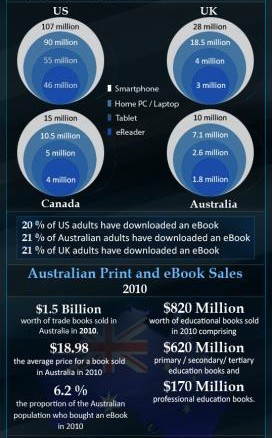 US
UK
107 million
90 million
55 million
46 million
28 million
18.5 million
4 million
3 million
Smartphone
Home PC / Laptop
Tablet
eReader
15 million
10.5 million
5 million
4 million
10 million
7.1 million
2.6 million
1.8 million
Canada
Australia
20 % of US adults have downloaded an eBook
21 % of Australian adults have downloaded an eBook
21 % of UK adults have downloaded an eBook
Australian Print and eBook Sales
2010
$1.5 Billion
worth of trade books sold in
Australia in 2010.
$18.98
the average price for a book sold
in Australia in 2010
6.2 %
the proportion of the Australian
population who bought an eBook
in 2010
$820 Million
worth of educational books sold
in 2010 comprising
$620 Million
primary / secondary/ tertiary
education books and
$170 Million
professional education books.